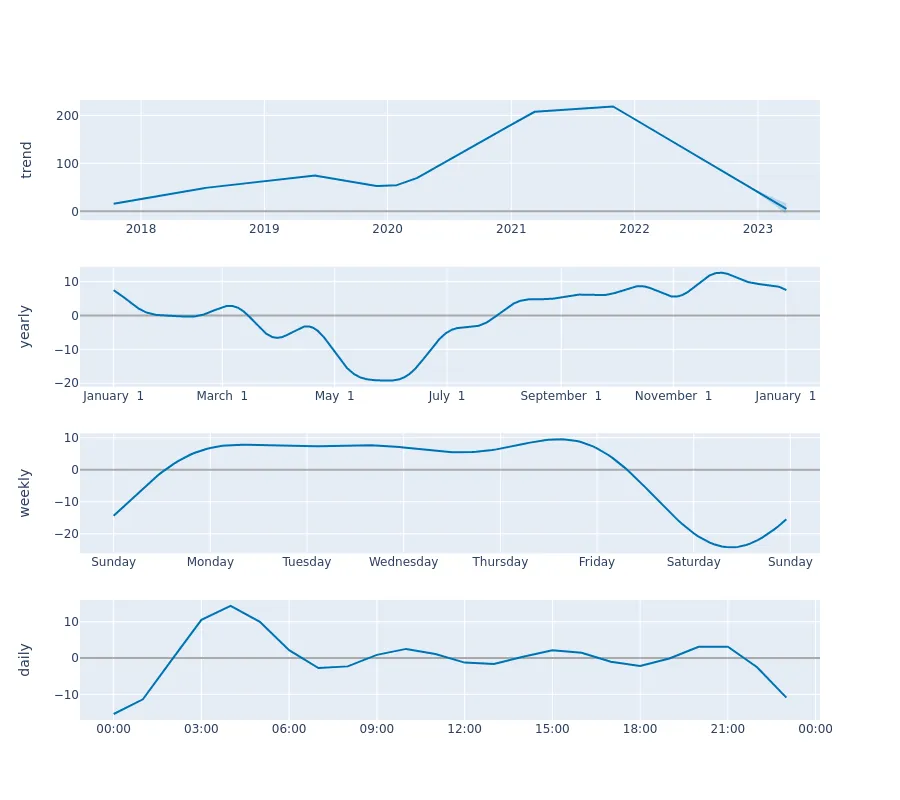 trend
200
100
0
2018 2019 2020 2021 2022 2023
yearly
10
0
−10
−20
January 1 March 1 May 1 July 1 September 1 November 1 January 1
weekly
10
0
−10
−20
Sunday Monday Tuesday Wednesday Thursday Friday Saturday Sunday
daily
10
0
−10
00:00 03:00 06:00 09:00 12:00 15:00 18:00 21:00 00:00